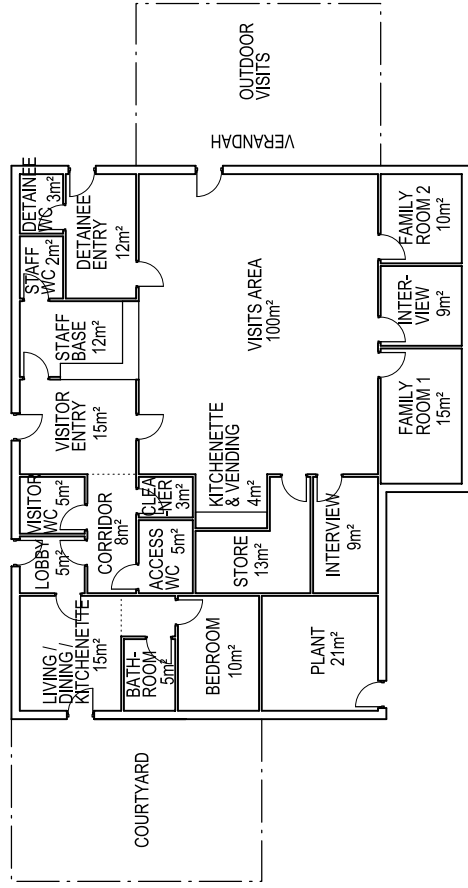 COURTYARD
LIVING /
DINING /
KITCHENETTE
15m²
BATH-
ROOM
5m²
BEDROOM
10m²
PLANT
21m²
LOBBY
5m²
VISITOR
WC
5m²
CORRIDOR
8m²
ACCESS
WC 5m²
CLEA-
NER
3m²
STORE
13m²
INTERVIEW
9m²
KITCHENETTE
& VENDING
4m²
VISITOR
ENTRY
15m²
STAFF
BASE
12m²
STAFF
WC 2m²
DETAINEE
WC 3m²
DETAINEE
ENTRY
12m²
VISITS AREA
100m²
FAMILY
ROOM 1
15m²
INTER-
VIEW
9m²
FAMILY
ROOM 2
10m²
VERANDAH
OUTDOOR
VISITS